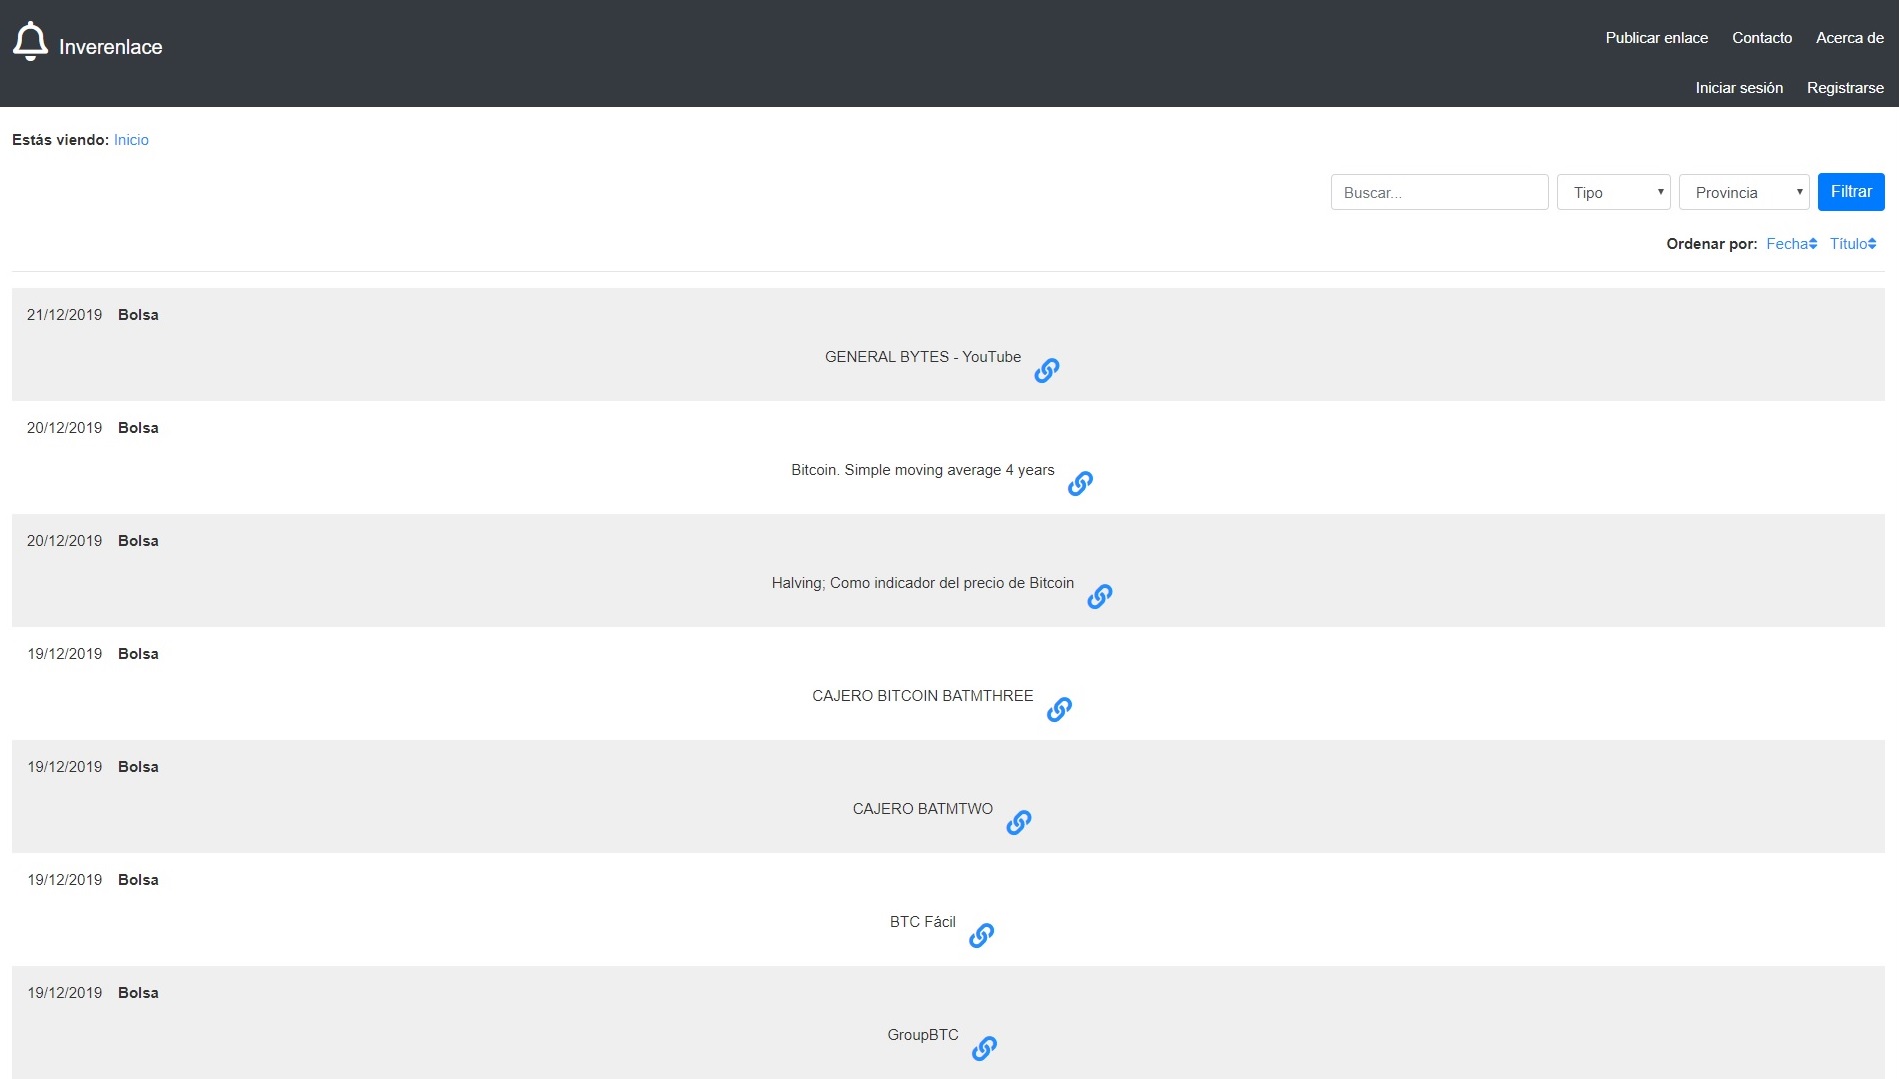 Inverenlace
Publicar enlace Contacto Acerca de
Iniciar sesión Registrarse
Estás viendo: Inicio
Buscar... Tipo Provincia Filtrar
Ordenar por: Fecha Título
21/12/2019 Bolsa
GENERAL BYTES - YouTube
20/12/2019 Bolsa
Bitcoin. Simple moving average 4 years
20/12/2019 Bolsa
Halving; Como indicador del precio de Bitcoin
19/12/2019 Bolsa
CAJERO BITCOIN BATMTHREE
19/12/2019 Bolsa
CAJERO BATMTWO
19/12/2019 Bolsa
BTC Fácil
19/12/2019 Bolsa
GroupBTC